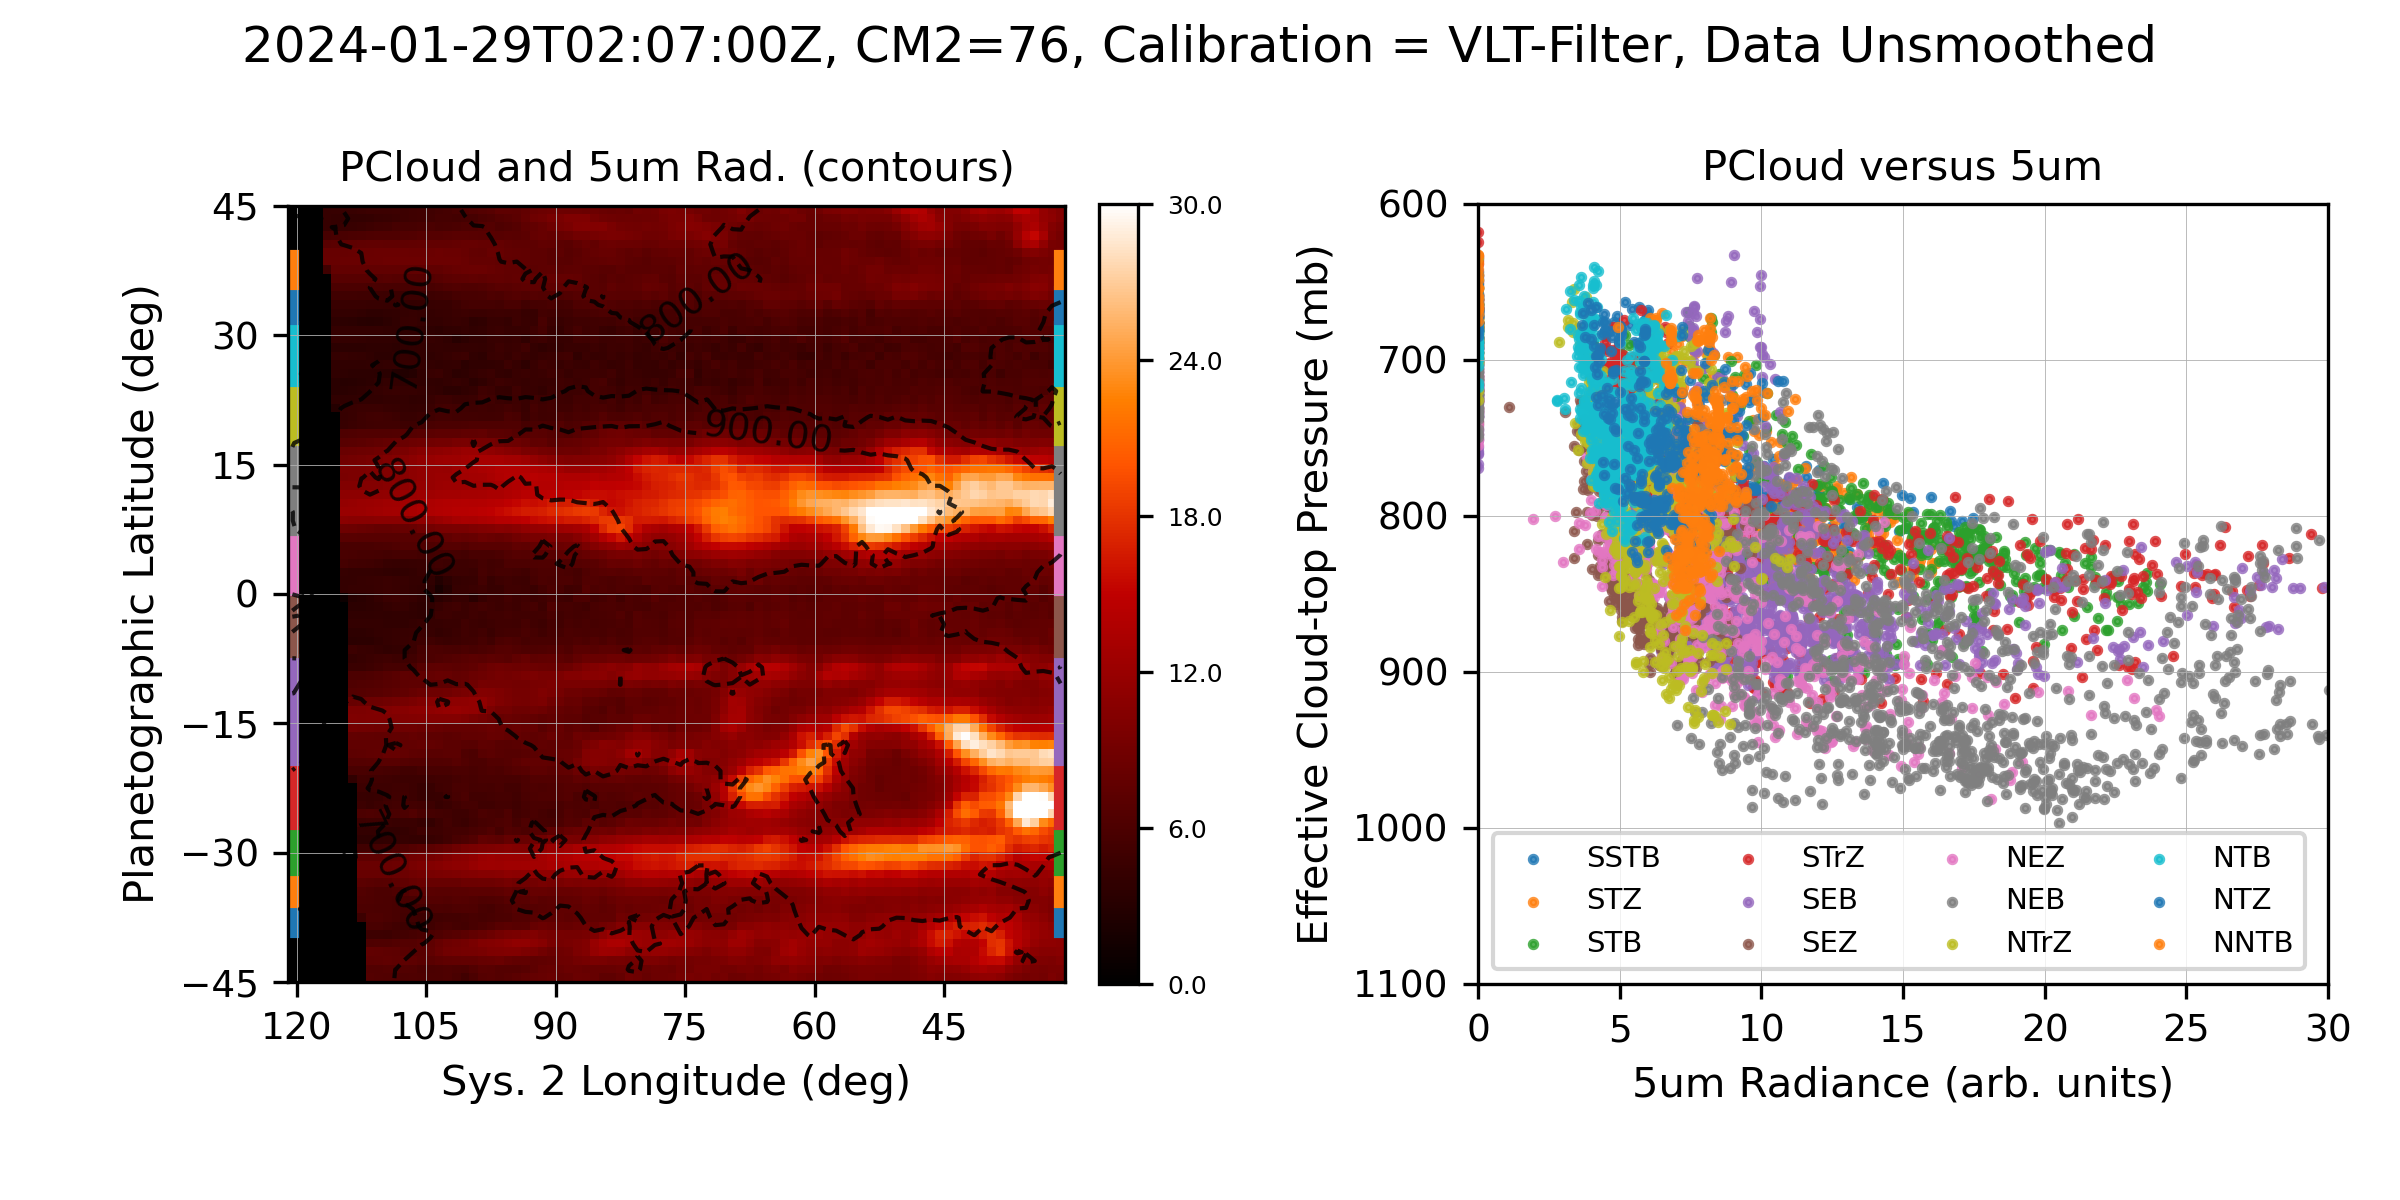 2024-01-29T02:07:00Z, CM2=76, Calibration = VLT-Filter, Data Unsmoothed
PCloud and 5um Rad. (contours)
Planetographic Latitude (deg)
45
30
15
0
−15
−30
−45
120 105 90 75 60 45
Sys. 2 Longitude (deg)
700.00
800.00
900.00
800.00
700.00
30.0
24.0
18.0
12.0
6.0
0.0
PCloud versus 5um
Effective Cloud-top Pressure (mb)
600
700
800
900
1000
1100
SSTB STrZ NEZ NTB
STZ SEB NEB NTZ
STB SEZ NTrZ NNTB
0 5 10 15 20 25 30
5um Radiance (arb. units)